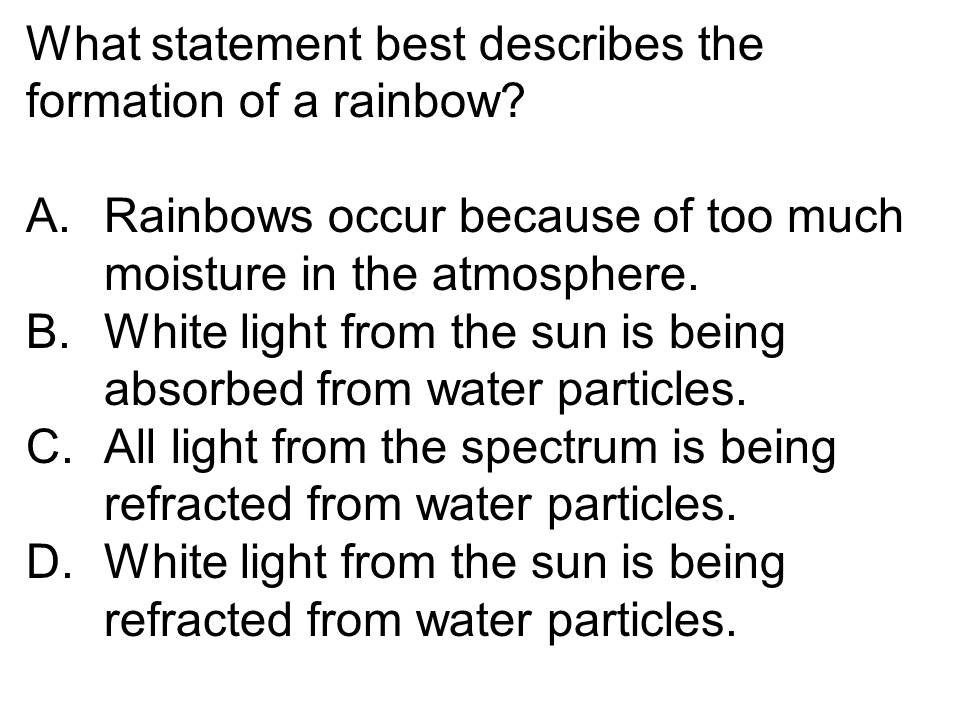 What statement best describes the
formation of a rainbow?
A. Rainbows occur because of too much
moisture in the atmosphere.
B. White light from the sun is being
absorbed from water particles.
C. All light from the spectrum is being
refracted from water particles.
D. White light from the sun is being
refracted from water particles.